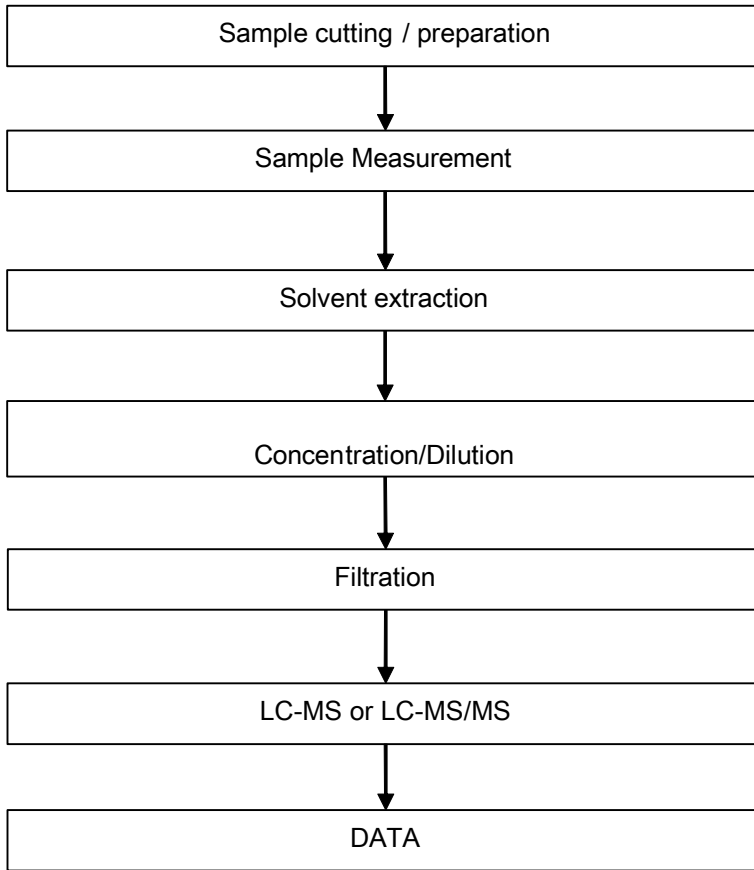 Sample cutting / preparation
Sample Measurement
Solvent extraction
Concentration/Dilution
Filtration
LC-MS or LC-MS/MS
DATA